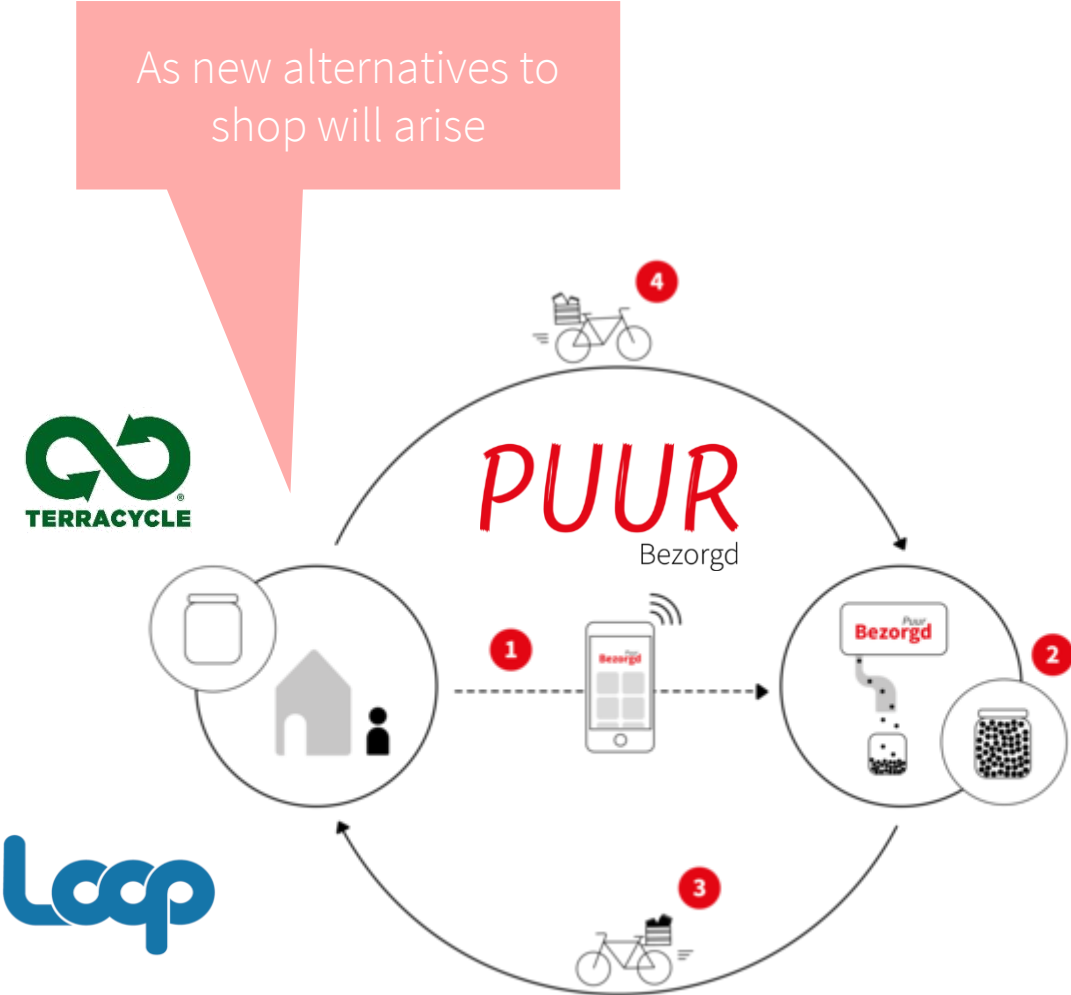 As new alternatives to
shop will arise
4
PUUR
Bezorgd
TERRACYCLE
®
1
Puur
Bezorgd
Puur
Bezorgd
2
Loop
3